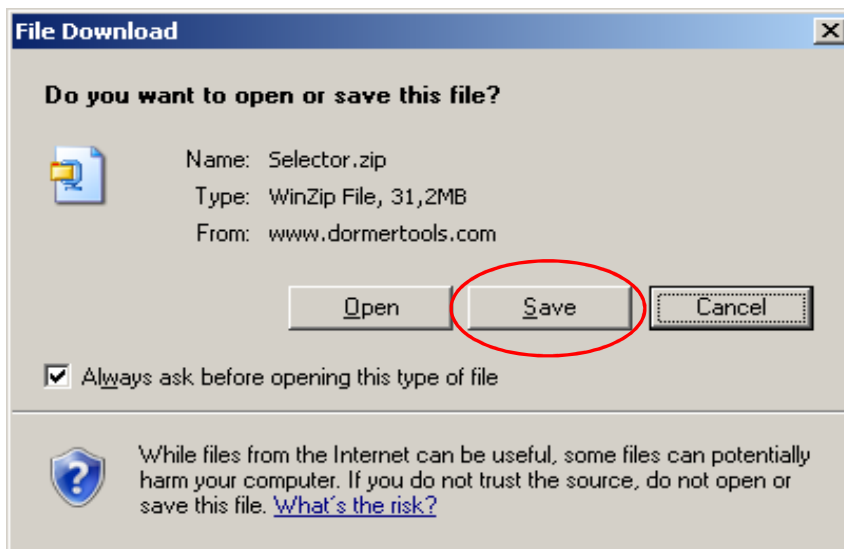 File Download
Do you want to open or save this file?
Name: Selector.zip
Type: WinZip File, 31,2MB
From: www.dormertools.com
Open Save Cancel
Always ask before opening this type of file
While files from the Internet can be useful, some files can potentially
harm your computer. If you do not trust the source, do not open or
save this file. What´s the risk?